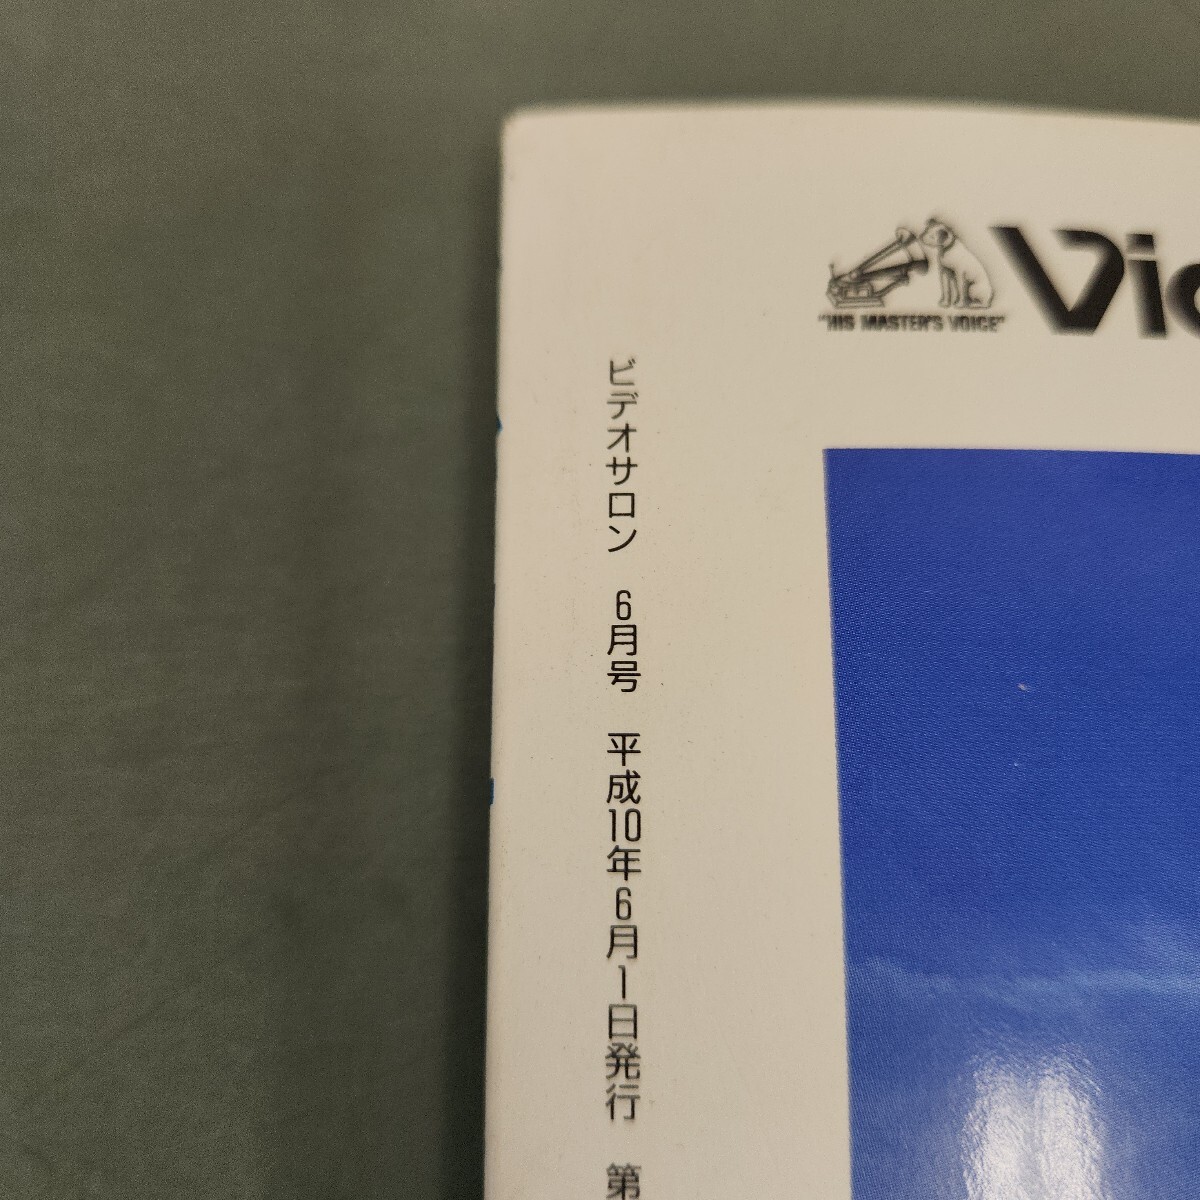 "HIS MASTER'S VOICE"
Vic
ビデオサロン 6月号 平成10年6月1日発行 第